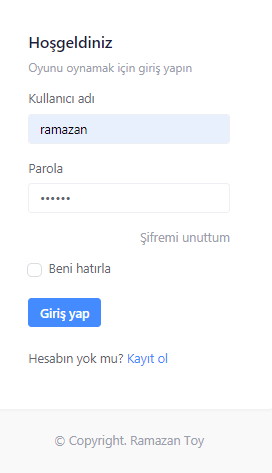 Hoşgeldiniz
Oyunu oynamak için giriş yapın
Kullanıcı adı
ramazan
Parola
••••••
Şifremi unuttum
Beni hatırla
Giriş yap
Hesabın yok mu? Kayıt ol
© Copyright. Ramazan Toy